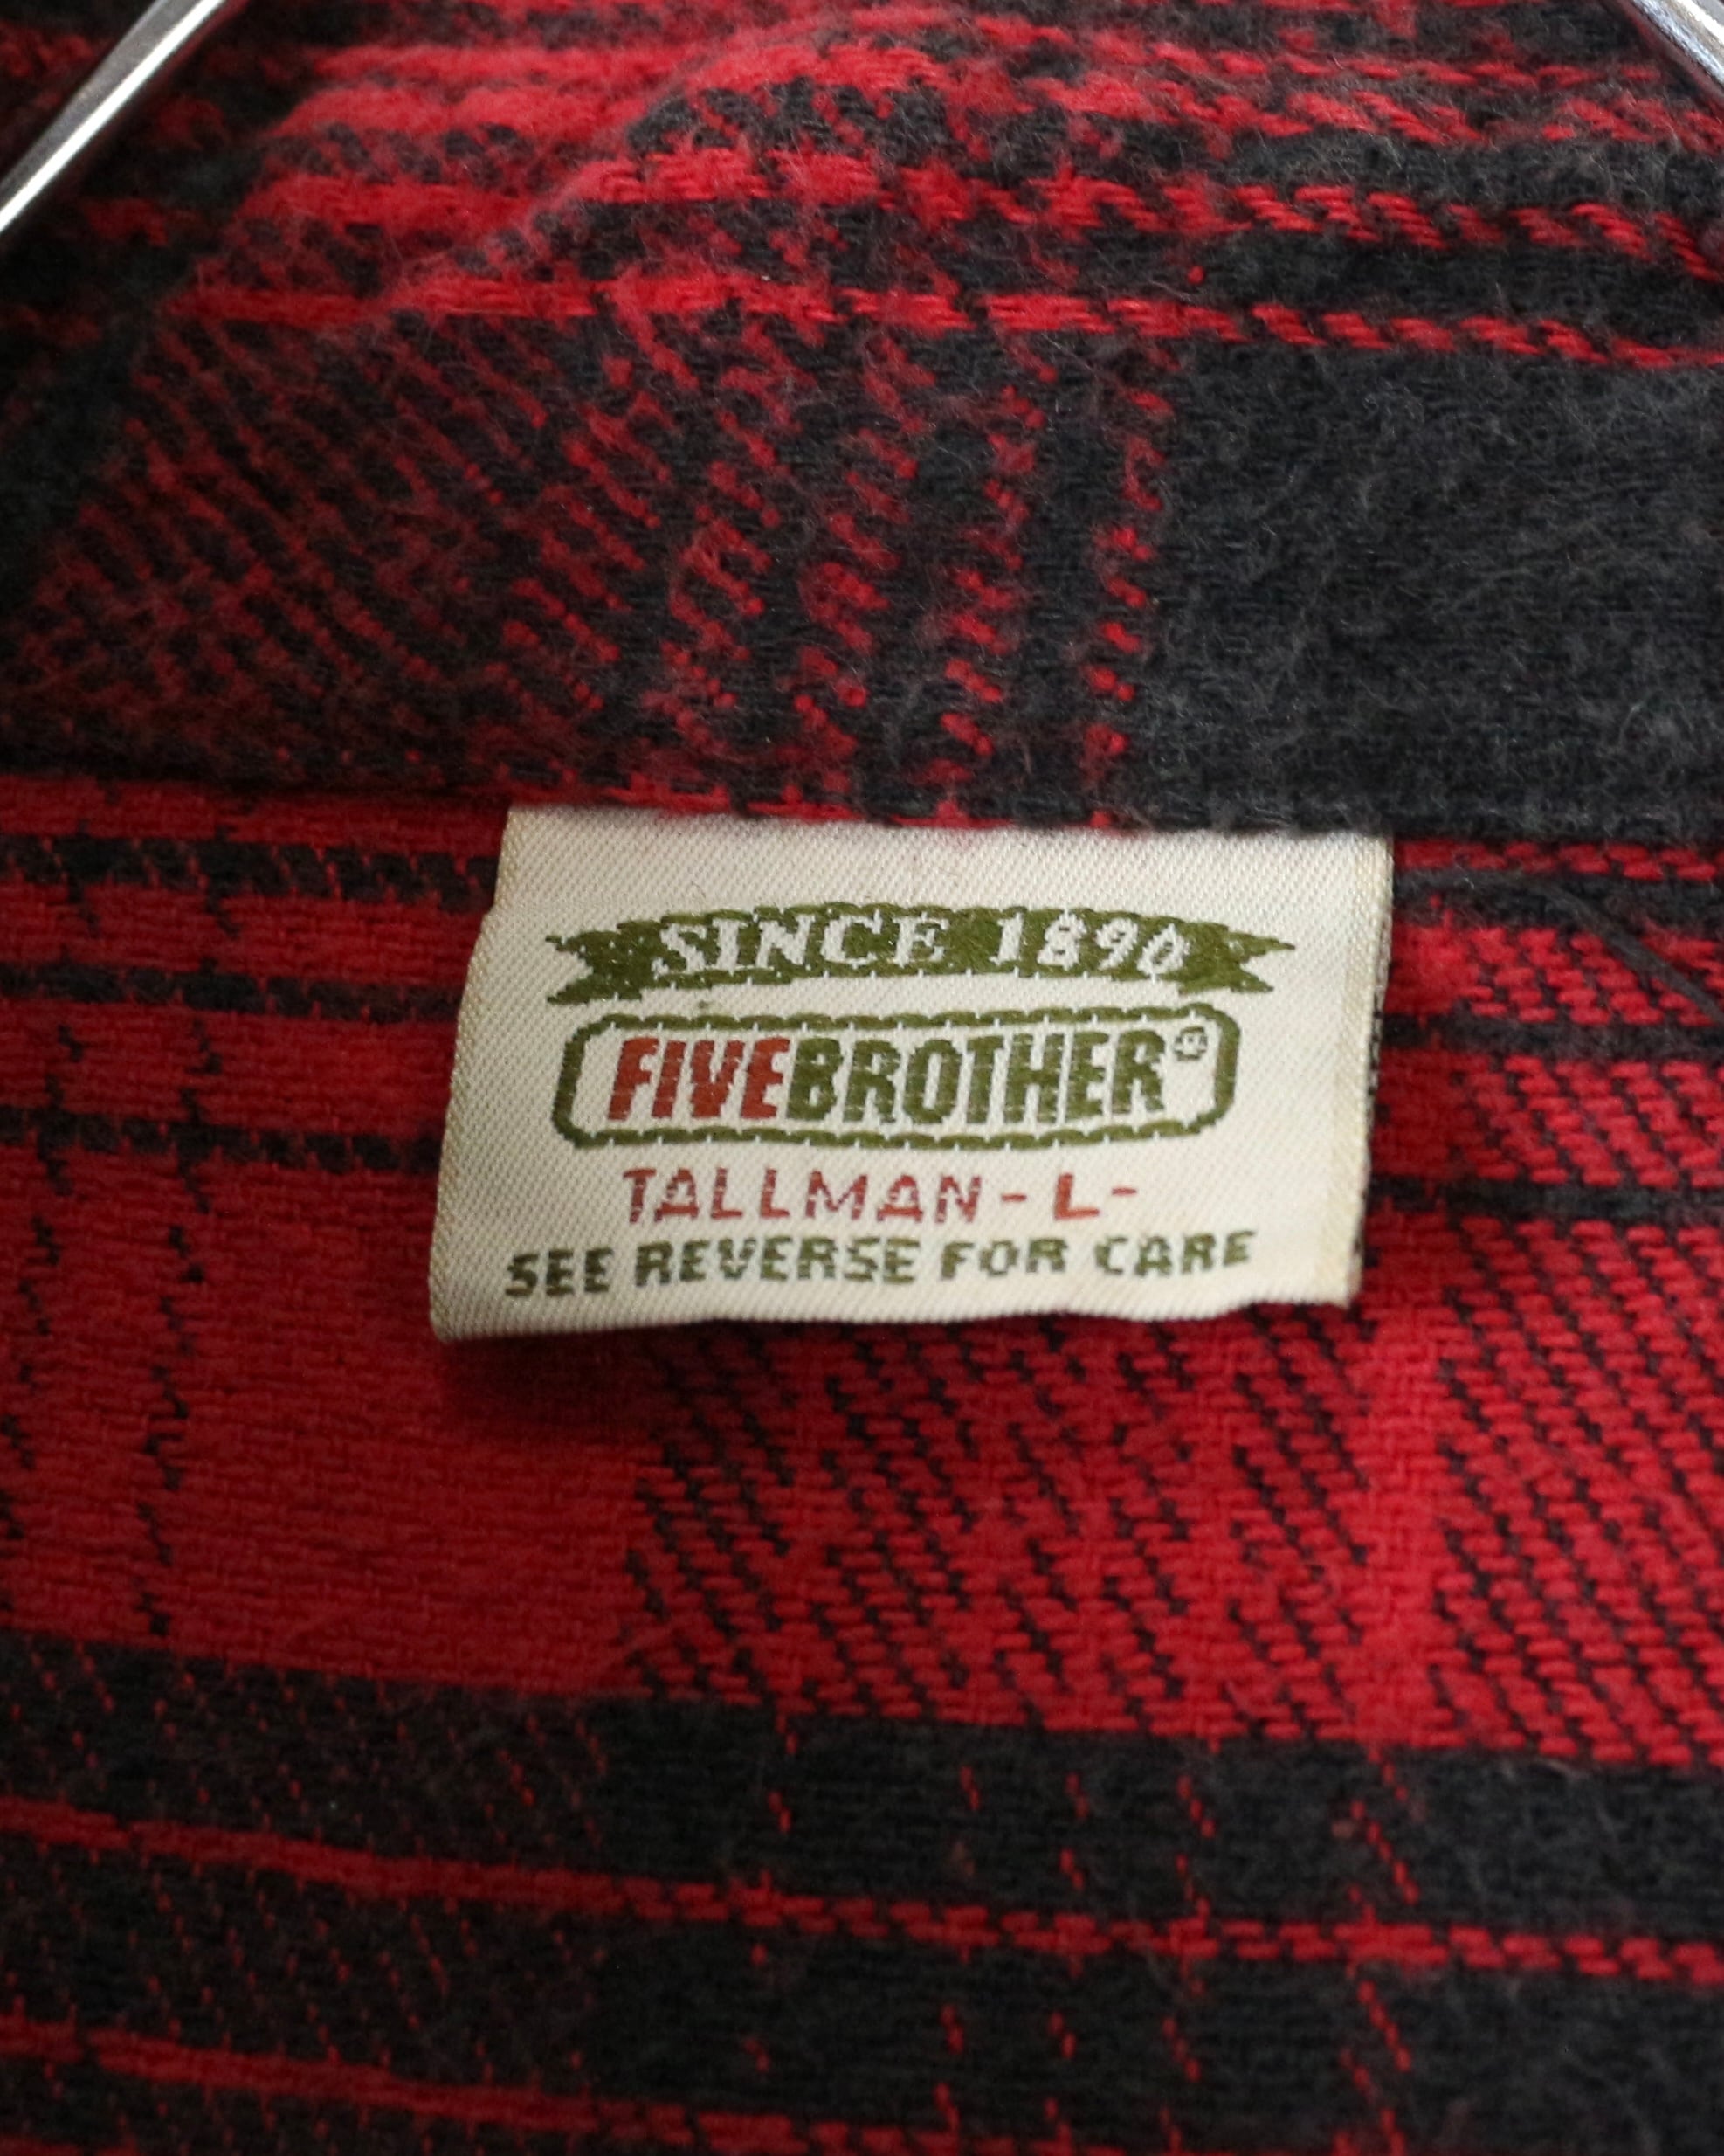 SINCE 1890
FIVEBROTHER®
TALLMAN - L -
SEE REVERSE FOR CARE